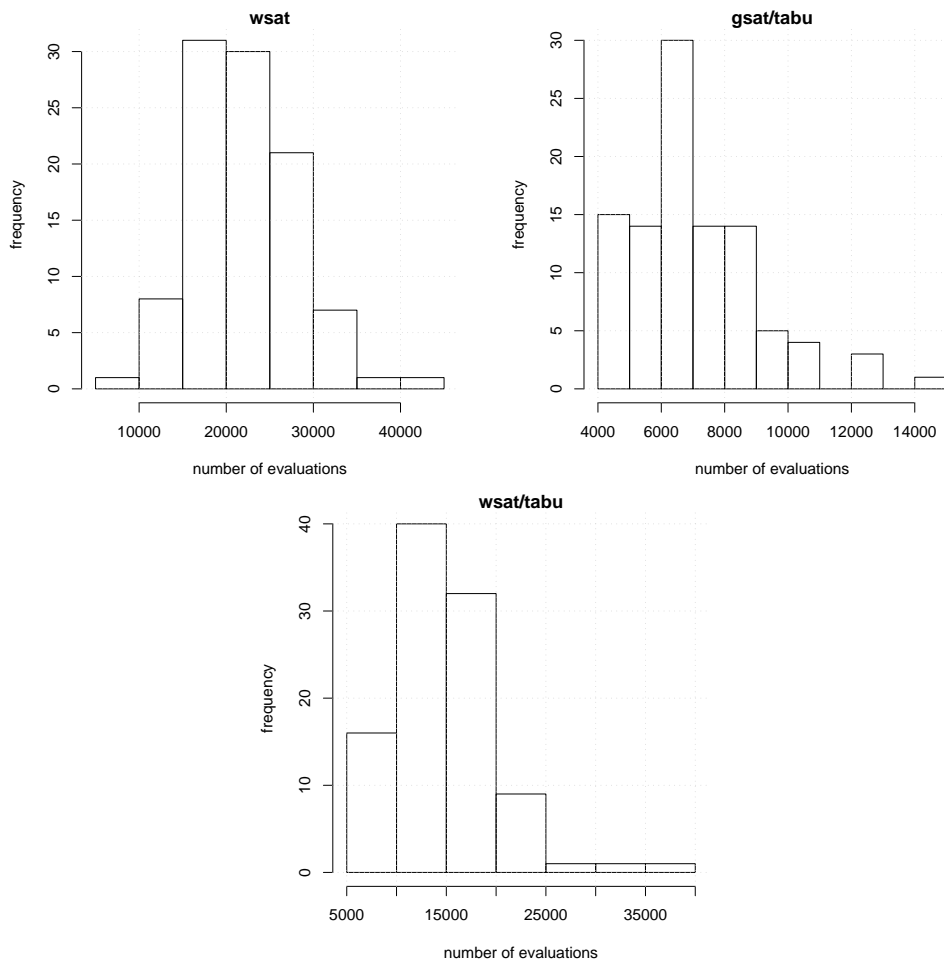 wsat
frequency
30
25
20
15
10
5
0
10000 20000 30000 40000
number of evaluations
gsat/tabu
frequency
30
25
20
15
10
5
0
4000 6000 8000 10000 12000 14000
number of evaluations
wsat/tabu
frequency
40
30
20
10
0
5000 15000 25000 35000
number of evaluations